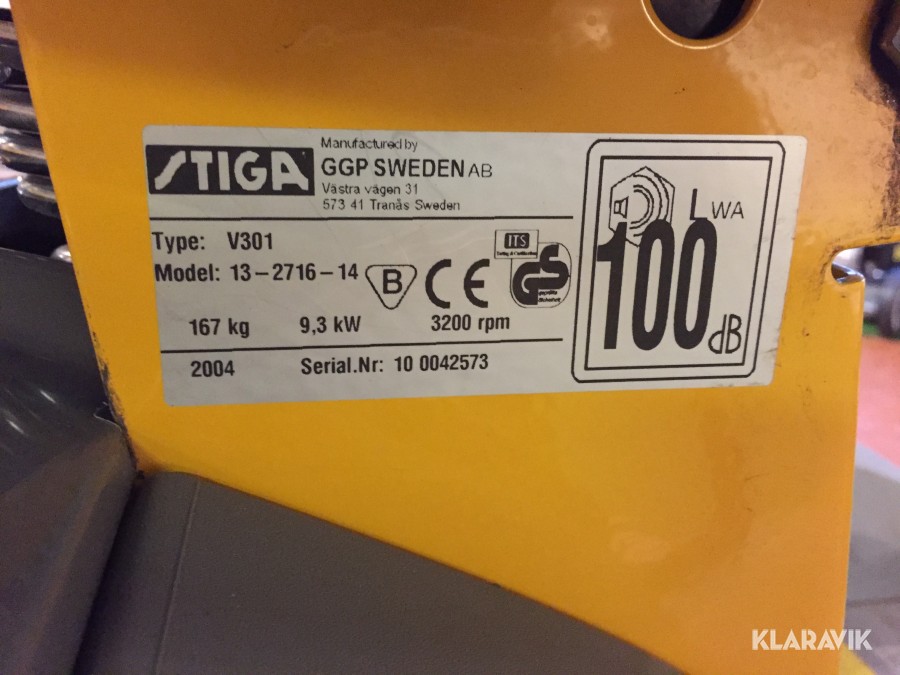 STIGA
Manufactured by
GGP SWEDEN AB
Västra vägen 31
573 41 Tranås Sweden
Type: V301
Model: 13-2716-14
B
CE
ITS
GS
geprüfte
Sicherheit
167 kg 9,3 kW 3200 rpm
2004 Serial.Nr: 10 0042573
LWA
100
dB
KLARAVIK